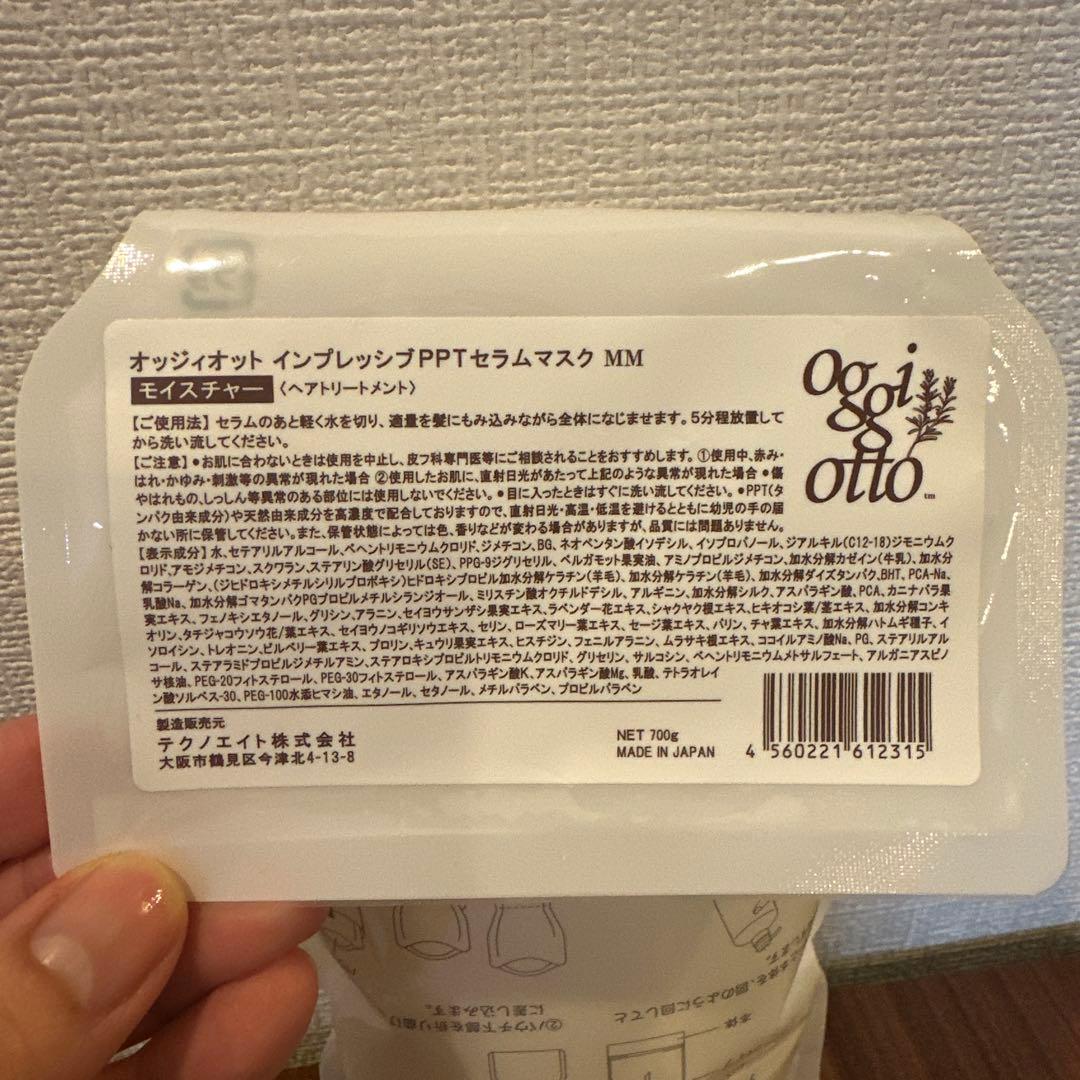 オッジィオット インプレッシブPPTセラムマスク MM
モイスチャー 〈ヘアトリートメント〉
oggi
otto
™
【ご使用法】セラムのあと軽く水を切り、適量を髪にもみ込みながら全体になじませます。5分程放置して
から洗い流してください。
【ご注意】●お肌に合わないときは使用を中止し、皮フ科専門医等にご相談されることをおすすめします。①使用中、赤み・
はれ・かゆみ・刺激等の異常が現れた場合 ②使用したお肌に、直射日光があたって上記のような異常が現れた場合 ●傷
やはれもの、しっしん等異常のある部位には使用しないでください。●目に入ったときはすぐに洗い流してください。●PPT(タ
ンパク由来成分)や天然由来成分を高濃度で配合しておりますので、直射日光・高温・低温を避けるとともに幼児の手の届
かない所に保管してください。また、保管状態によっては色、香りなどが変わる場合がありますが、品質には問題ありません。
【表示成分】水、セテアリルアルコール、ベヘントリモニウムクロリド、ジメチコン、BG、ネオペンタン酸イソデシル、イソプロパノール、ジアルキル(C12-18)ジモニウムク
ロリド、アモジメチコン、スクワラン、ステアリン酸グリセリル(SE)、PPG-9ジグリセリル、ベルガモット果実油、アミノプロピルジメチコン、加水分解カゼイン(牛乳)、加水分
解コラーゲン、(ジヒドロキシメチルシリルプロポキシ)ヒドロキシプロピル加水分解ケラチン(羊毛)、加水分解ケラチン(羊毛)、加水分解ダイズタンパク、BHT、PCA-Na、
乳酸Na、加水分解ゴマタンパクPGプロピルメチルシランジオール、ミリスチン酸オクチルドデシル、アルギニン、加水分解シルク、アスパラギン酸、PCA、カニナバラ果
実エキス、フェノキシエタノール、グリシン、アラニン、セイヨウサンザシ果実エキス、ラベンダー花エキス、シャクヤク根エキス、ヒキオコシ葉/茎エキス、加水分解コンキ
オリン、タチジャコウソウ花/葉エキス、セイヨウノコギリソウエキス、セリン、ローズマリー葉エキス、セージ葉エキス、バリン、チャ葉エキス、加水分解ハトムギ種子、イ
ソロイシン、トレオニン、ビルベリー葉エキス、プロリン、キュウリ果実エキス、ヒスチジン、フェニルアラニン、ムラサキ根エキス、ココイルアミノ酸Na、PG、ステアリルアル
コール、ステアラミドプロピルジメチルアミン、ステアロキシプロピルトリモニウムクロリド、グリセリン、サルコシン、ベヘントリモニウムメトサルフェート、アルガニアスピノ
サ核油、PEG-20フィトステロール、PEG-30フィトステロール、アスパラギン酸K、アスパラギン酸Mg、乳酸、テトラオレイ
ン酸ソルベス-30、PEG-100水添ヒマシ油、エタノール、セタノール、メチルパラベン、プロピルパラベン
製造販売元
テクノエイト株式会社
大阪市鶴見区今津北4-13-8
NET 700g
MADE IN JAPAN
4 560221 612315
②パウチ下部を折り曲げ
に差し込みます。
本体